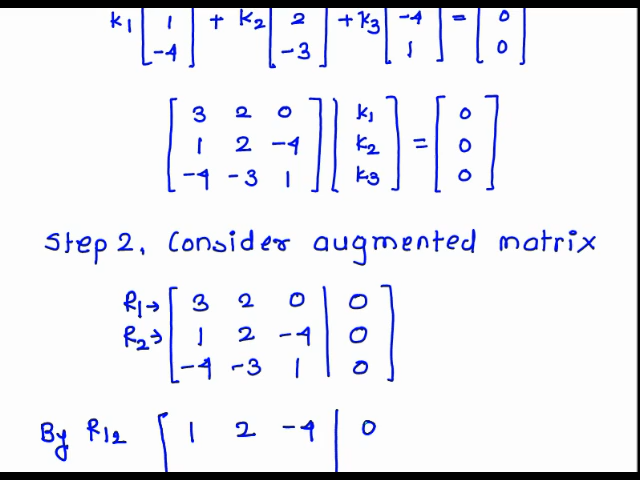 k1 [ 1 ] + k2 [ 2 ] + k3 [ -4 ] = [ 0 ]
[ -4 ] [ -3 ] [ 1 ] [ 0 ]
[ 3 2 0 ] [ k1 ] [ 0 ]
[ 1 2 -4 ] [ k2 ] = [ 0 ]
[ -4 -3 1 ] [ k3 ] [ 0 ]
Step 2. Consider augmented matrix
R1→ [ 3 2 0 | 0 ]
R2→ [ 1 2 -4 | 0 ]
[ -4 -3 1 | 0 ]
By R12 [ 1 2 -4 | 0